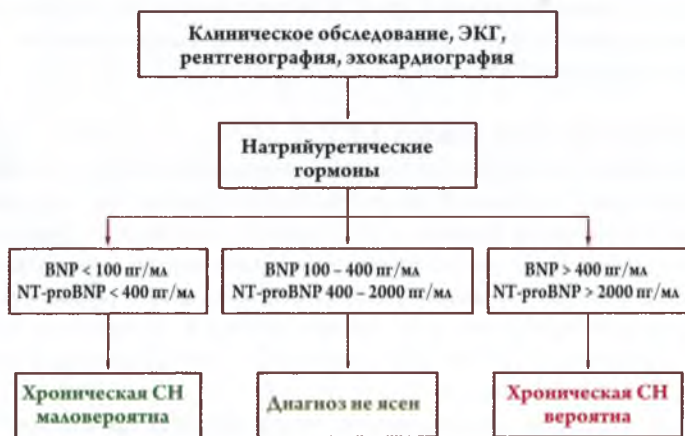 Клиническое обследование, ЭКГ,
рентгенография, эхокардиография
Натрийуретические
гормоны
BNP < 100 пг/мл
NT-proBNP < 400 пг/мл
BNP 100 – 400 пг/мл
NT-proBNP 400 – 2000 пг/мл
BNP > 400 пг/мл
NT-proBNP > 2000 пг/мл
Хроническая СН
маловероятна
Диагноз не ясен
Хроническая СН
вероятна